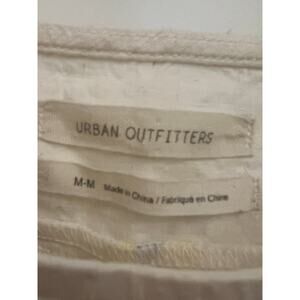 URBAN OUTFITTERS
M-M Made in China / Fabriqué en Chine